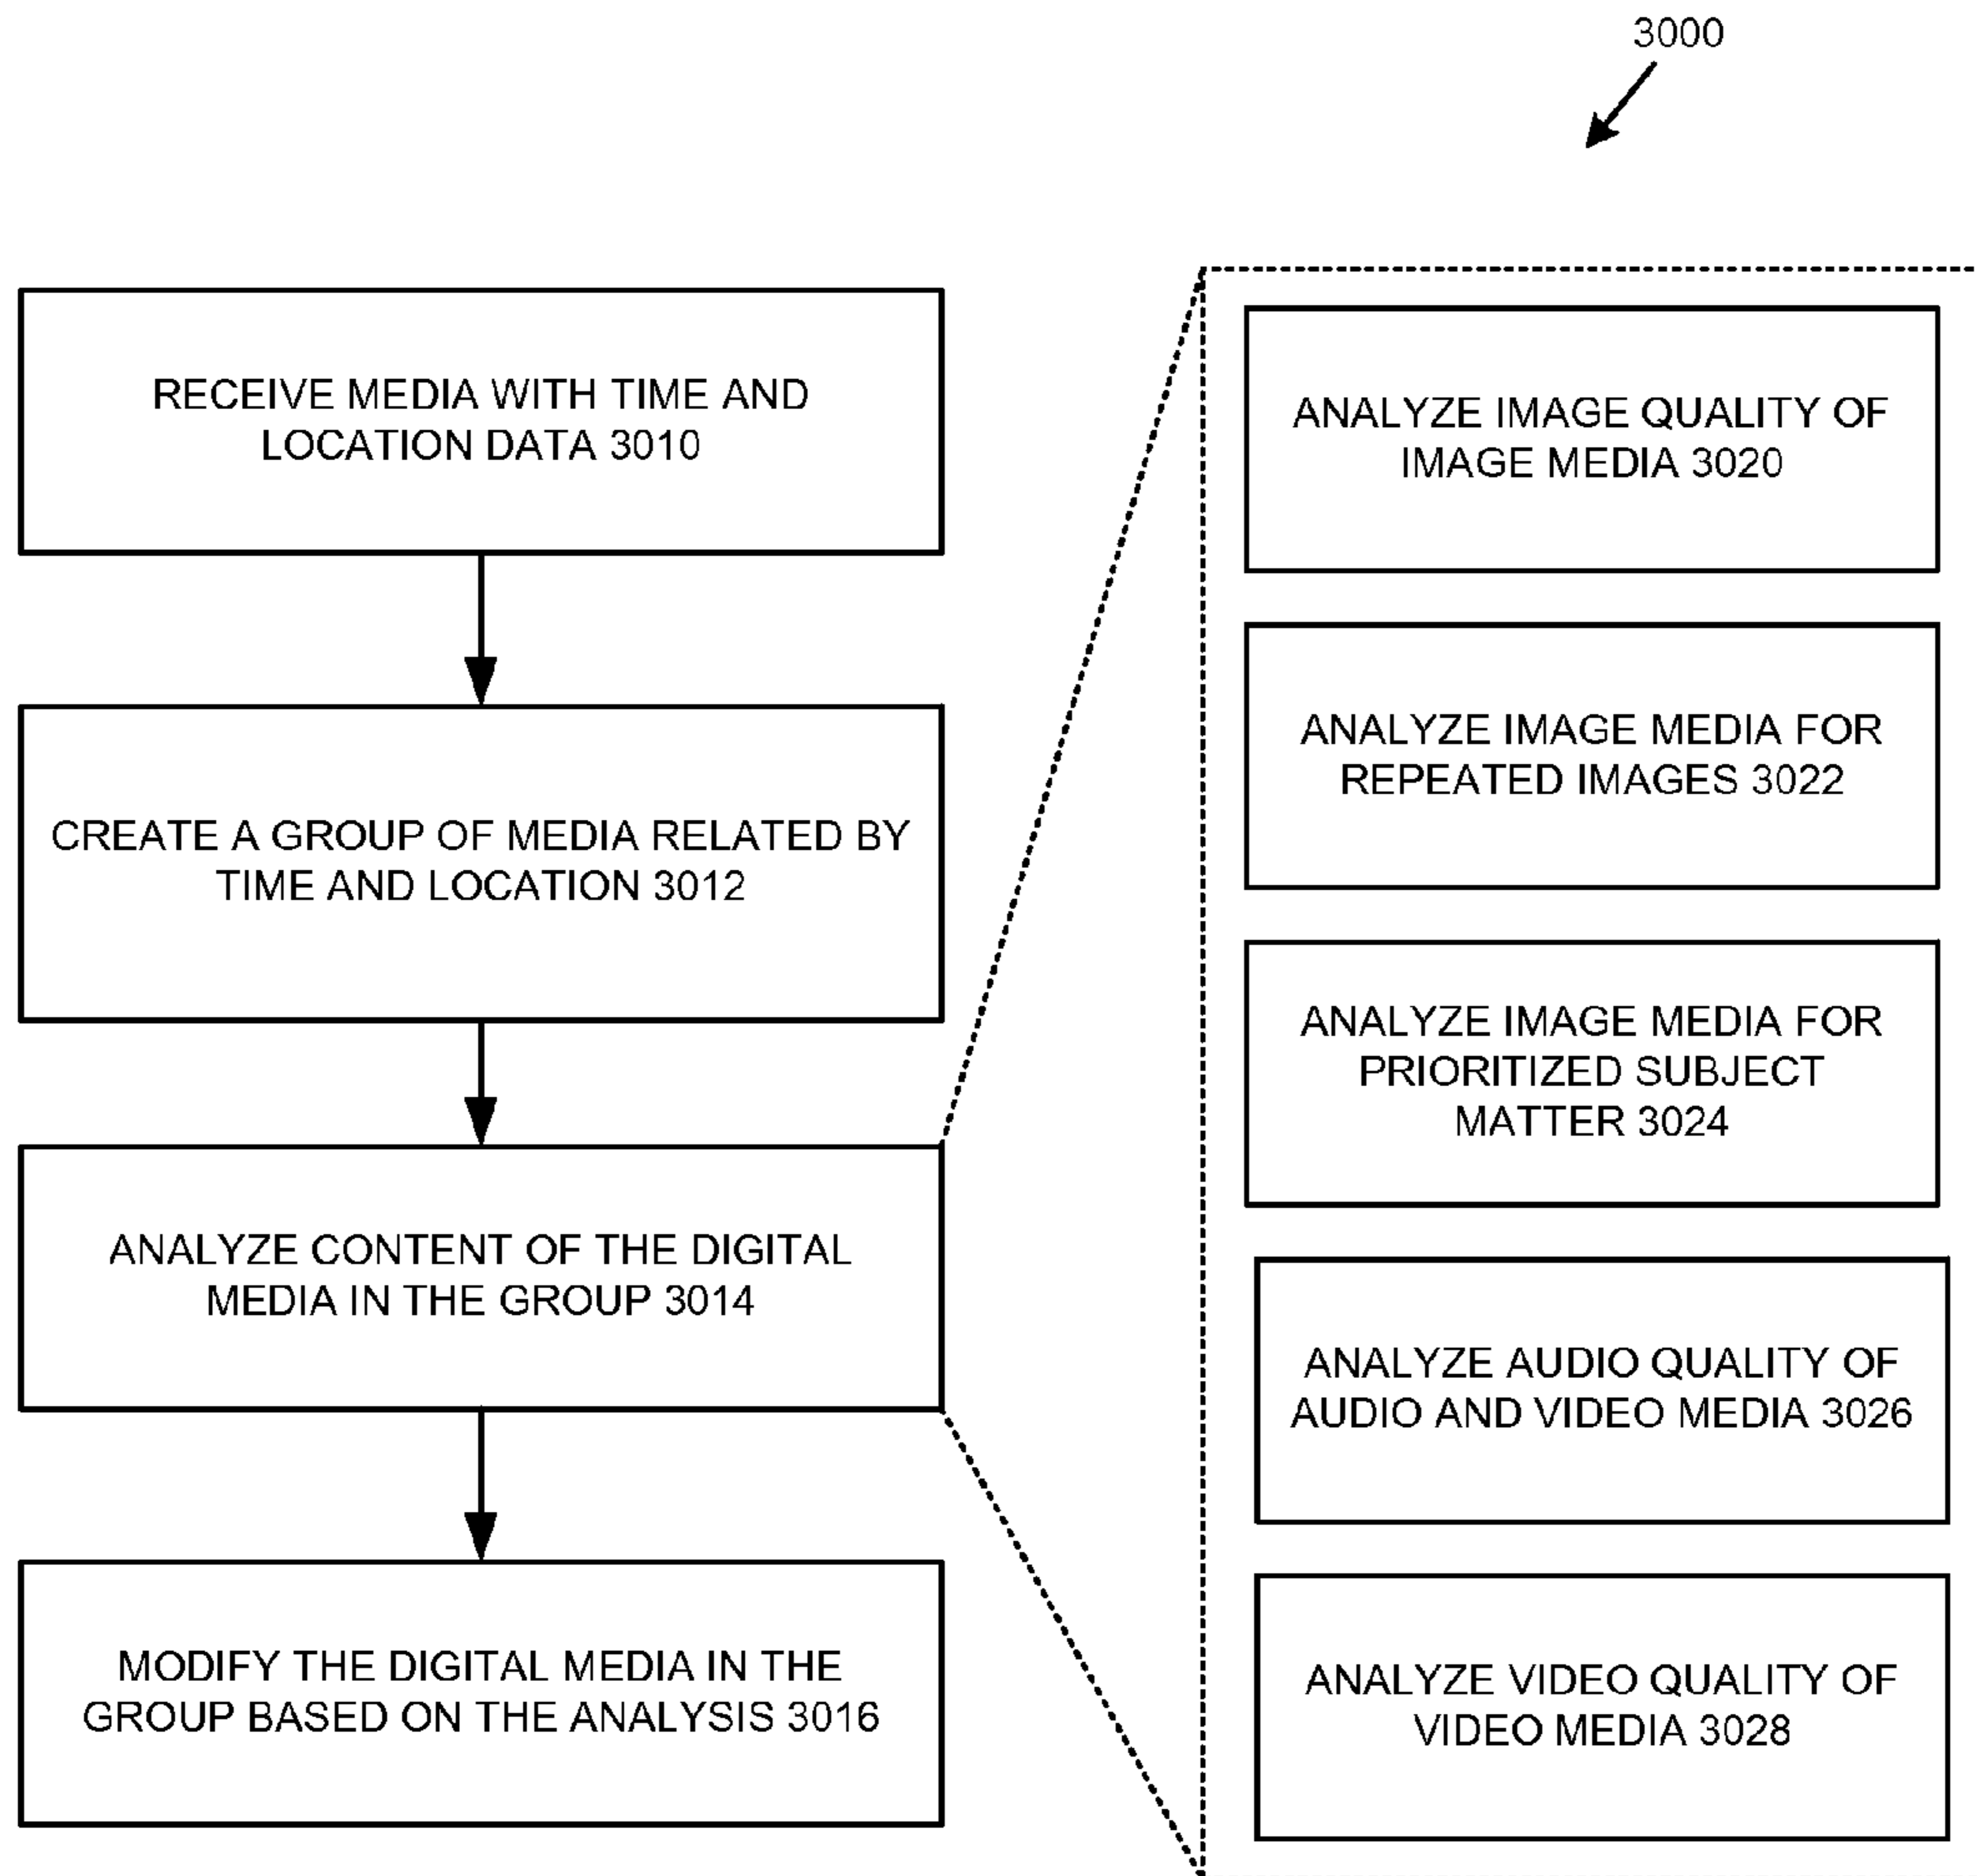 3000
RECEIVE MEDIA WITH TIME AND
LOCATION DATA 3010
CREATE A GROUP OF MEDIA RELATED BY
TIME AND LOCATION 3012
ANALYZE CONTENT OF THE DIGITAL
MEDIA IN THE GROUP 3014
MODIFY THE DIGITAL MEDIA IN THE
GROUP BASED ON THE ANALYSIS 3016
ANALYZE IMAGE QUALITY OF
IMAGE MEDIA 3020
ANALYZE IMAGE MEDIA FOR
REPEATED IMAGES 3022
ANALYZE IMAGE MEDIA FOR
PRIORITIZED SUBJECT
MATTER 3024
ANALYZE AUDIO QUALITY OF
AUDIO AND VIDEO MEDIA 3026
ANALYZE VIDEO QUALITY OF
VIDEO MEDIA 3028